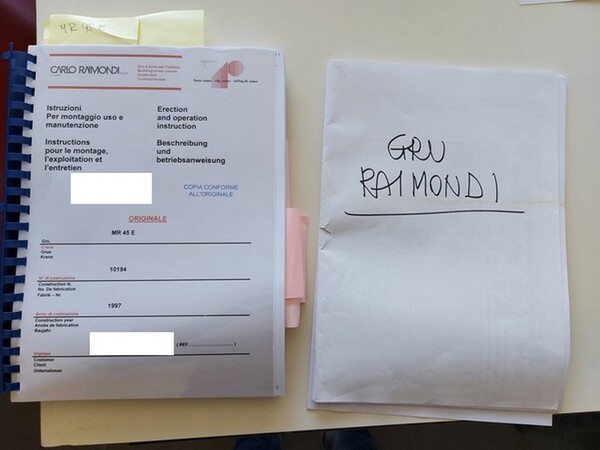 MR 45
CARLO RAIMONDI
Istruzioni
Per montaggio uso e
manutenzione
Erection
and operation
instruction
Instructions
pour le montage,
l'exploitation et
l'entretien
Beschreibung
und
betriebsanweisung
COPIA CONFORME
ALL'ORIGINALE
ORIGINALE
MR 45 E
Gru
Crane
Grue
Krane
10194
N° di costruzione
Construction N.
No. De fabrication
Fabrik – Nr.
1997
Anno di costruzione
Construction year
Année de fabrication
Baujahr
( REF. )
Costumer
Client
Unternehmen
GRU
RAIMONDI